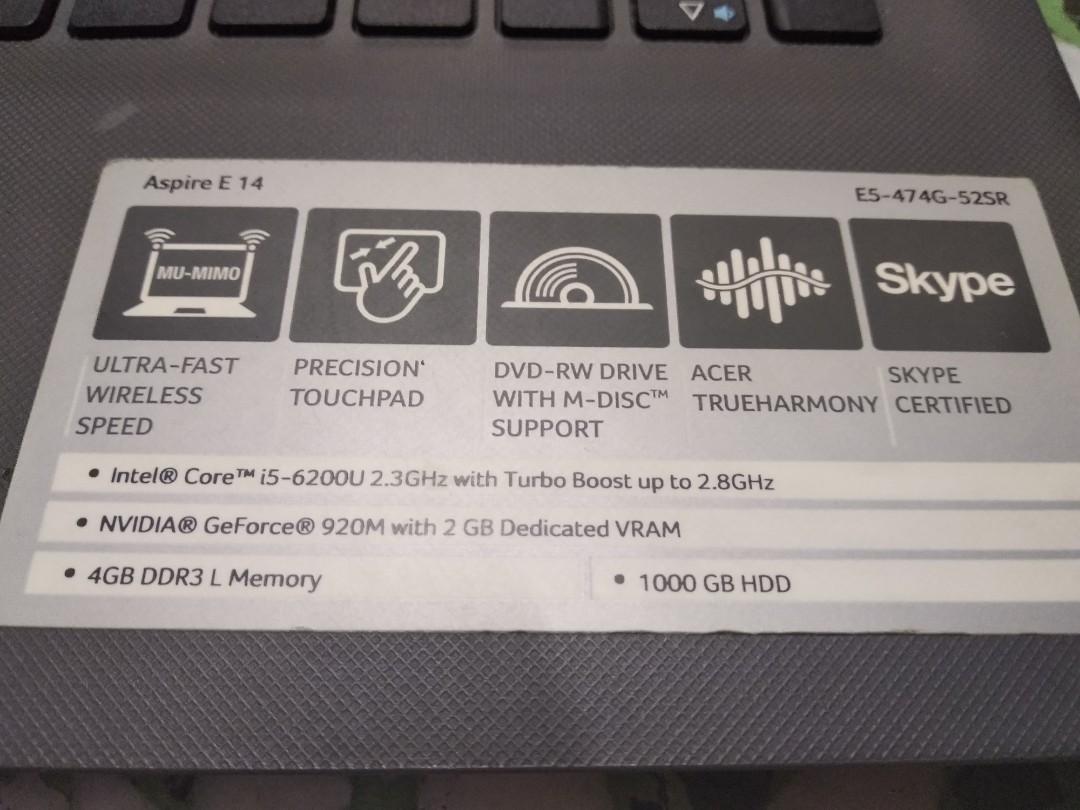 Aspire E 14
E5-474G-52SR
MU-MIMO
Skype
ULTRA-FAST
WIRELESS
SPEED
PRECISION‘
TOUCHPAD
DVD-RW DRIVE
WITH M-DISC™
SUPPORT
ACER
TRUEHARMONY
SKYPE
CERTIFIED
• Intel® Core™ i5-6200U 2.3GHz with Turbo Boost up to 2.8GHz
• NVIDIA® GeForce® 920M with 2 GB Dedicated VRAM
• 4GB DDR3 L Memory
• 1000 GB HDD